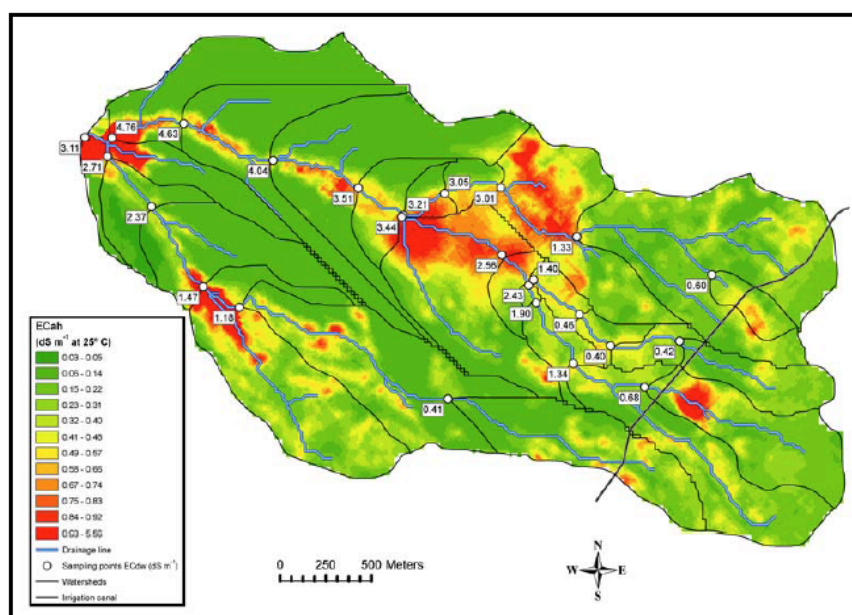 4.76
4.63
3.11
2.71
4.04
2.37
3.51
3.21
3.05
3.01
3.44
1.33
2.56
1.40
0.60
2.43
1.90
1.47
1.18
0.46
0.40
0.42
1.34
0.68
0.41
ECah
(dS m⁻¹ at 25º C)
0.03 - 0.05
0.06 - 0.14
0.15 - 0.22
0.23 - 0.31
0.32 - 0.40
0.41 - 0.48
0.49 - 0.57
0.58 - 0.65
0.67 - 0.74
0.75 - 0.83
0.84 - 0.92
0.93 - 5.56
Drainage line
Sampling points ECdw (dS m⁻¹)
Watersheds
Irrigation canal
0 250 500 Meters
N
W E
S